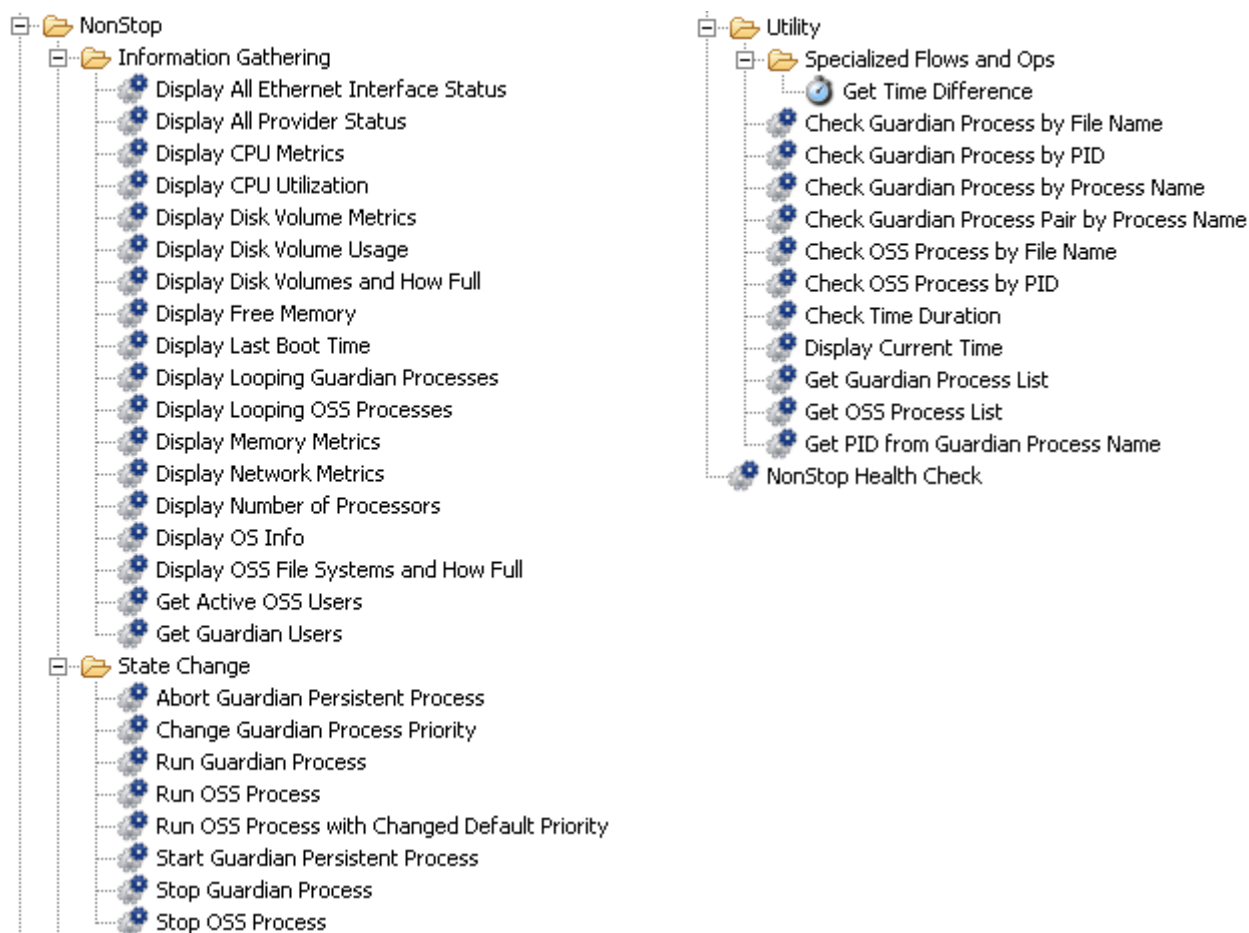 NonStop
Information Gathering
Display All Ethernet Interface Status
Display All Provider Status
Display CPU Metrics
Display CPU Utilization
Display Disk Volume Metrics
Display Disk Volume Usage
Display Disk Volumes and How Full
Display Free Memory
Display Last Boot Time
Display Looping Guardian Processes
Display Looping OSS Processes
Display Memory Metrics
Display Network Metrics
Display Number of Processors
Display OS Info
Display OSS File Systems and How Full
Get Active OSS Users
Get Guardian Users
State Change
Abort Guardian Persistent Process
Change Guardian Process Priority
Run Guardian Process
Run OSS Process
Run OSS Process with Changed Default Priority
Start Guardian Persistent Process
Stop Guardian Process
Stop OSS Process
Utility
Specialized Flows and Ops
Get Time Difference
Check Guardian Process by File Name
Check Guardian Process by PID
Check Guardian Process by Process Name
Check Guardian Process Pair by Process Name
Check OSS Process by File Name
Check OSS Process by PID
Check Time Duration
Display Current Time
Get Guardian Process List
Get OSS Process List
Get PID from Guardian Process Name
NonStop Health Check